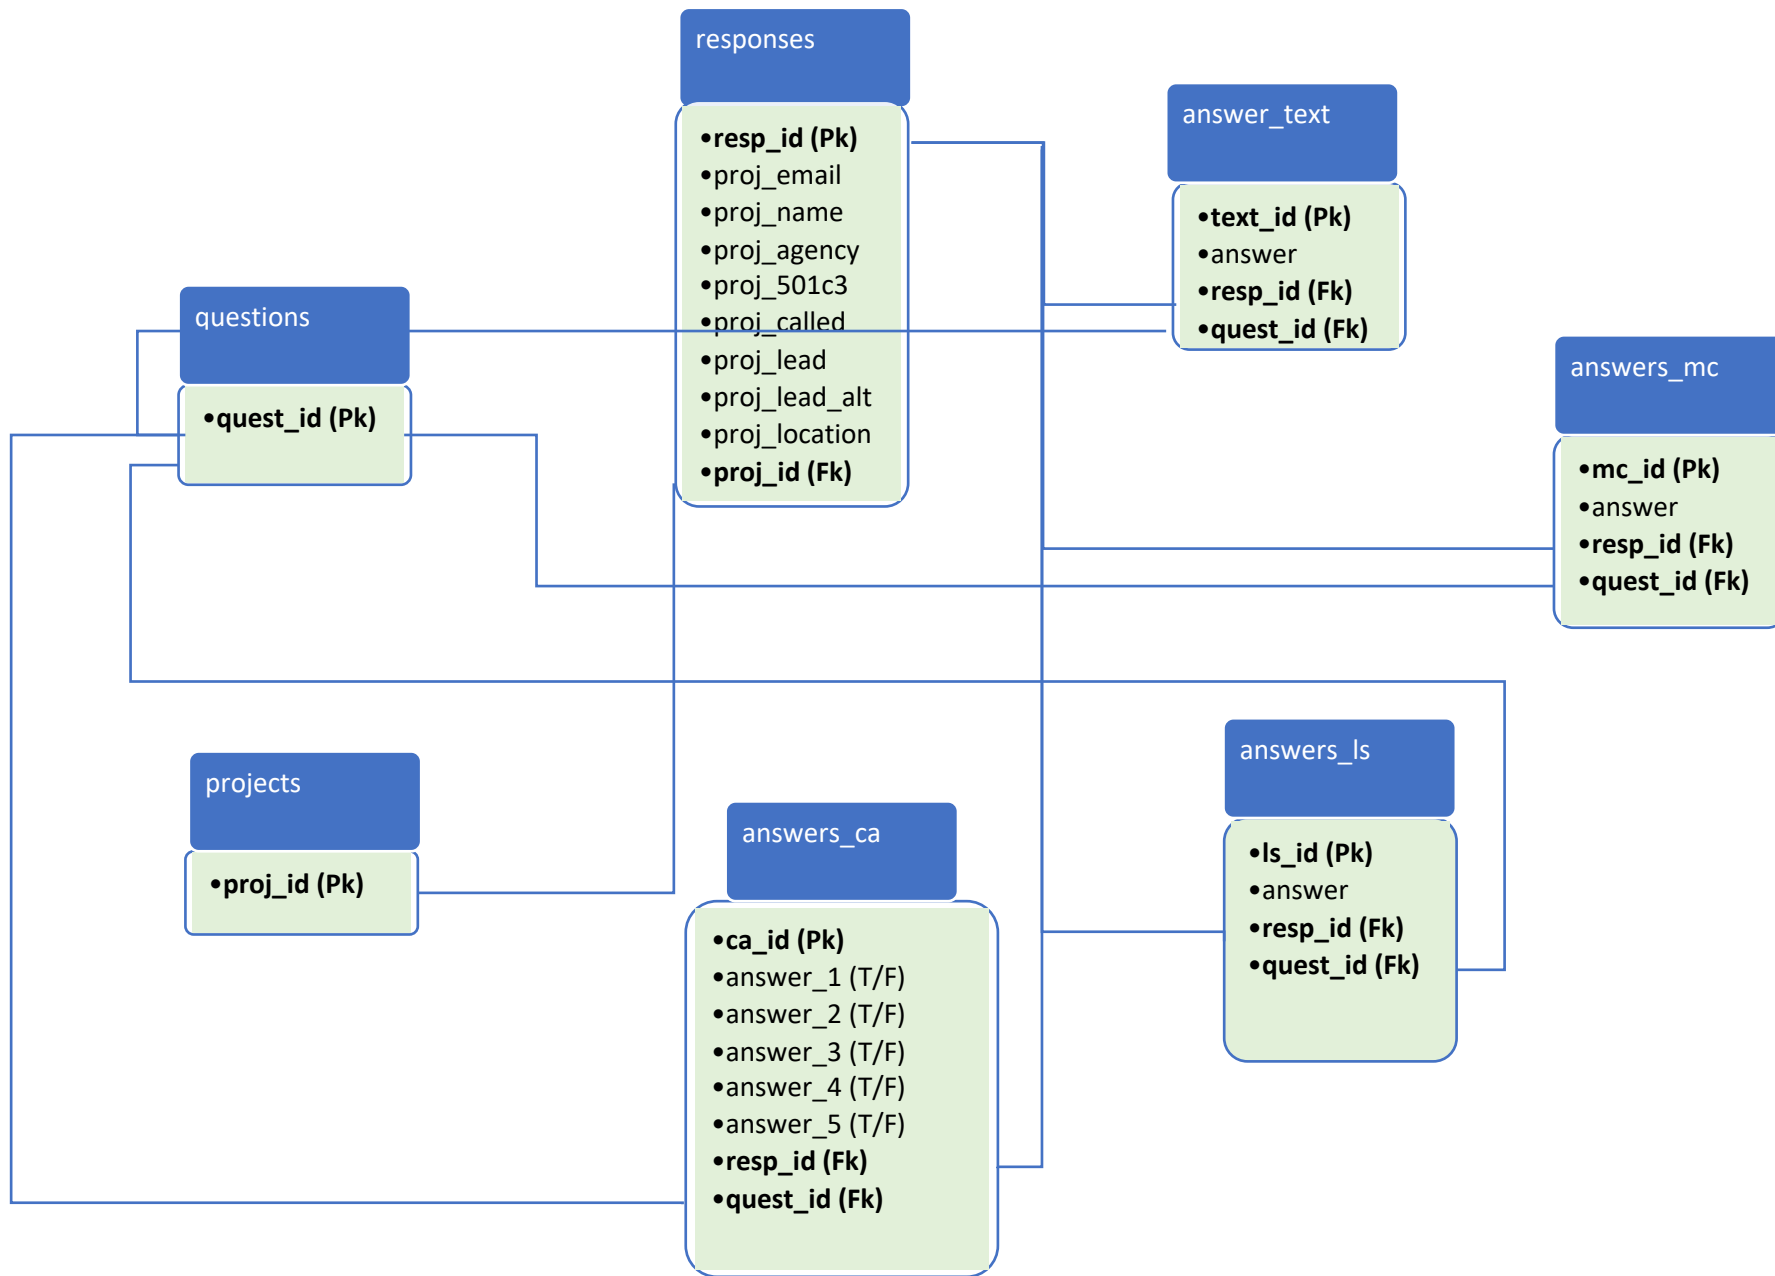 responses
•resp_id (Pk)
•proj_email
•proj_name
•proj_agency
•proj_501c3
•proj_called
•proj_lead
•proj_lead_alt
•proj_location
•proj_id (Fk)
answer_text
•text_id (Pk)
•answer
•resp_id (Fk)
•quest_id (Fk)
questions
•quest_id (Pk)
answers_mc
•mc_id (Pk)
•answer
•resp_id (Fk)
•quest_id (Fk)
projects
•proj_id (Pk)
answers_ca
•ca_id (Pk)
•answer_1 (T/F)
•answer_2 (T/F)
•answer_3 (T/F)
•answer_4 (T/F)
•answer_5 (T/F)
•resp_id (Fk)
•quest_id (Fk)
answers_ls
•ls_id (Pk)
•answer
•resp_id (Fk)
•quest_id (Fk)